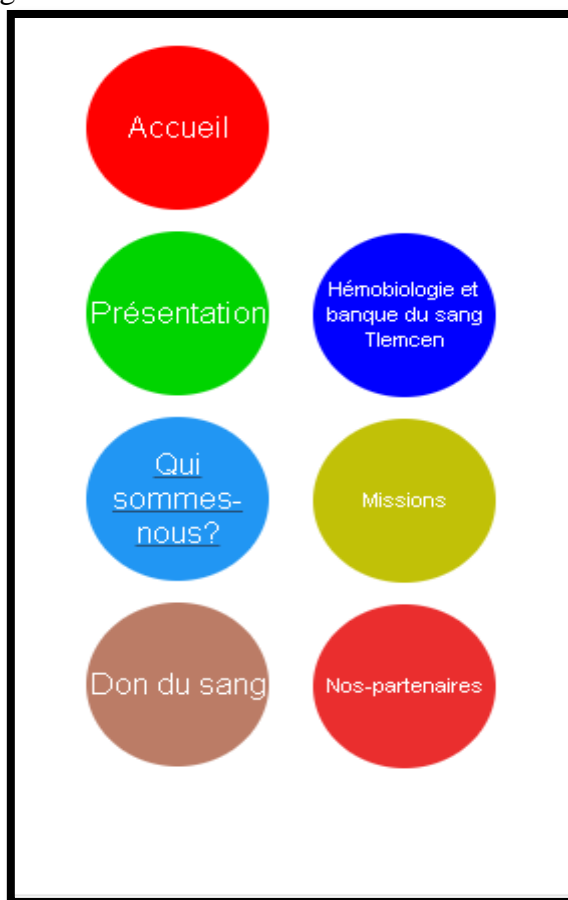 Accueil
Présentation
Hémobiologie et
banque du sang
Tlemcen
Qui
sommes-
nous?
Missions
Don du sang
Nos-partenaires